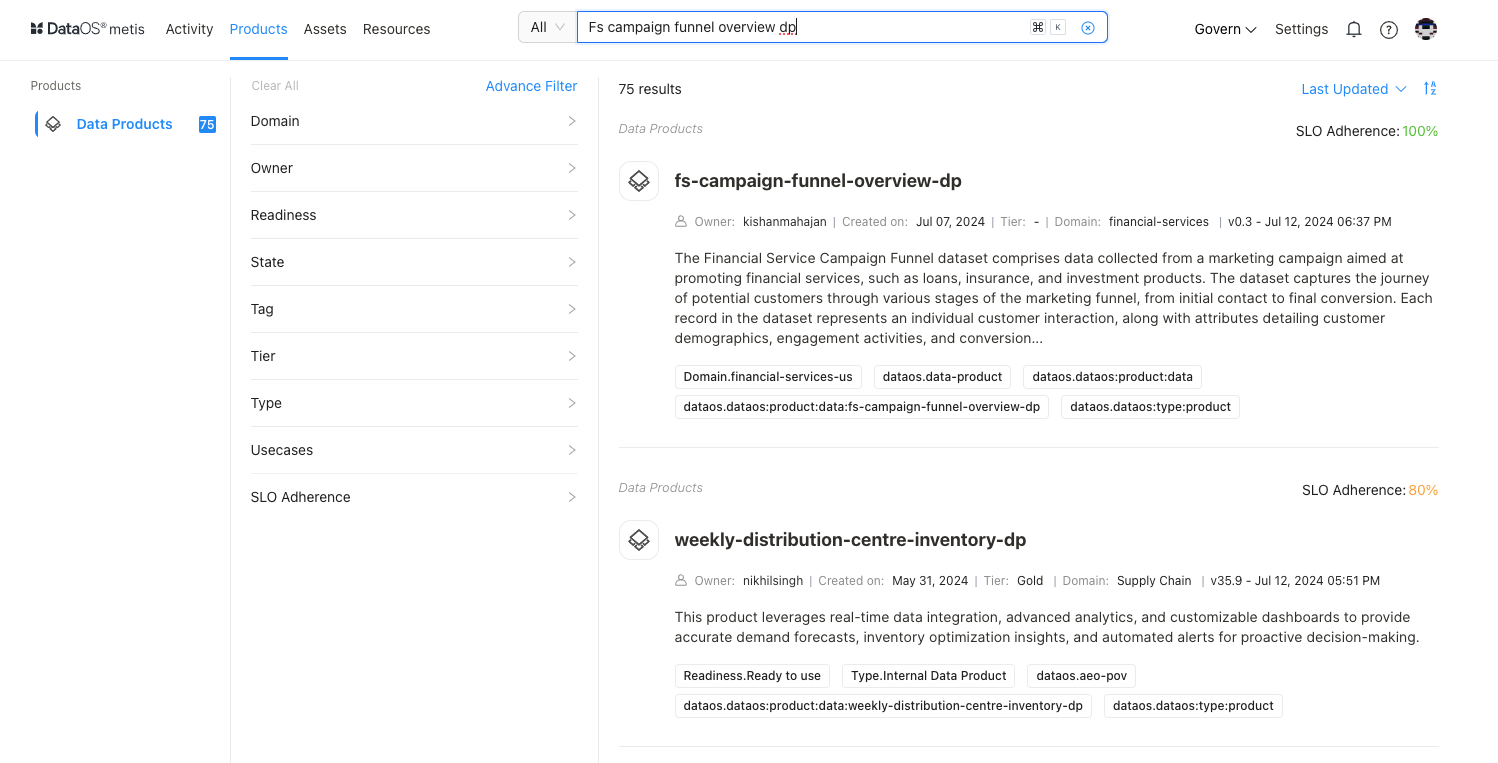 DataOS® metis Activity Products Assets Resources
All Fs campaign funnel overview dp ⌘ K
Govern Settings
Products
Data Products 75
Clear All Advance Filter
Domain
Owner
Readiness
State
Tag
Tier
Type
Usecases
SLO Adherence
75 results Last Updated
Data Products SLO Adherence: 100%
fs-campaign-funnel-overview-dp
Owner: kishanmahajan | Created on: Jul 07, 2024 | Tier: - | Domain: financial-services | v0.3 - Jul 12, 2024 06:37 PM
The Financial Service Campaign Funnel dataset comprises data collected from a marketing campaign aimed at
promoting financial services, such as loans, insurance, and investment products. The dataset captures the journey
of potential customers through various stages of the marketing funnel, from initial contact to final conversion. Each
record in the dataset represents an individual customer interaction, along with attributes detailing customer
demographics, engagement activities, and conversion...
Domain.financial-services-us dataos.data-product dataos.dataos:product:data
dataos.dataos:product:data:fs-campaign-funnel-overview-dp dataos.dataos:type:product
Data Products SLO Adherence: 80%
weekly-distribution-centre-inventory-dp
Owner: nikhilsingh | Created on: May 31, 2024 | Tier: Gold | Domain: Supply Chain | v35.9 - Jul 12, 2024 05:51 PM
This product leverages real-time data integration, advanced analytics, and customizable dashboards to provide
accurate demand forecasts, inventory optimization insights, and automated alerts for proactive decision-making.
Readiness.Ready to use Type.Internal Data Product dataos.aeo-pov
dataos.dataos:product:data:weekly-distribution-centre-inventory-dp dataos.dataos:type:product